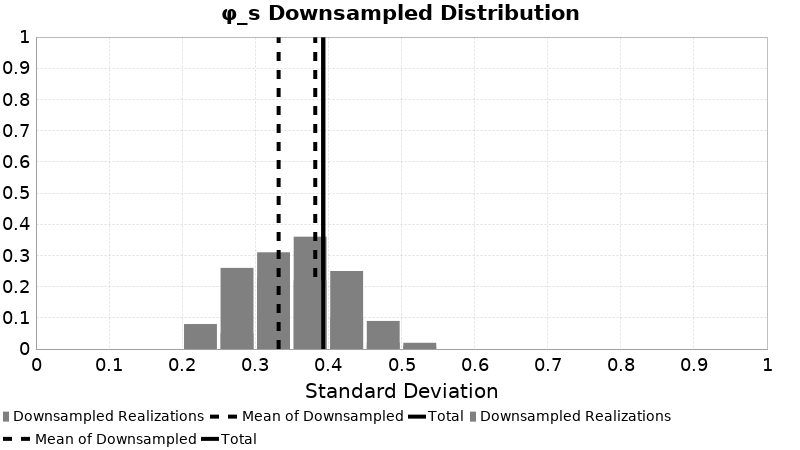 φ_s Downsampled Distribution
1
0.9
0.8
0.7
0.6
0.5
0.4
0.3
0.2
0.1
0
0 0.1 0.2 0.3 0.4 0.5 0.6 0.7 0.8 0.9 1
Standard Deviation
Downsampled Realizations Mean of Downsampled Total Downsampled Realizations
Mean of Downsampled Total